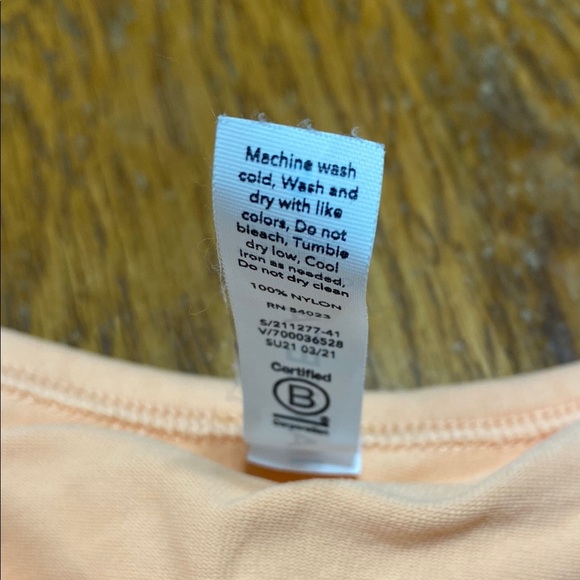 Machine wash
cold, Wash and
dry with like
colors, Do not
bleach, Tumble
dry low, Cool
Iron as needed,
Do not dry clean
100% NYLON
RN 54023
S/211277-41
V/700036528
SU21 03/21
Certified
B
Corporation